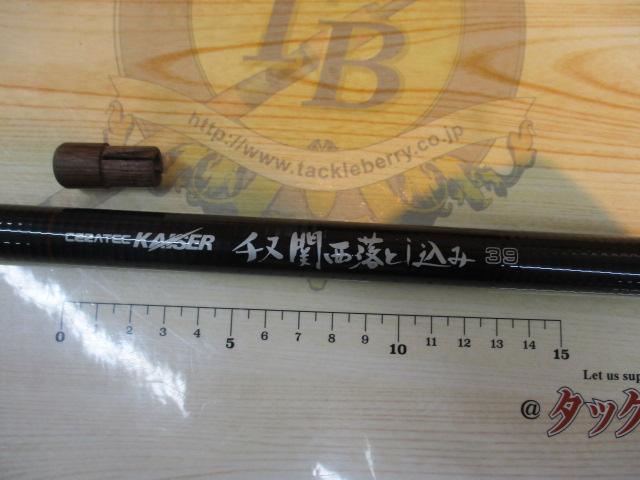 TB
http://www.tackleberry.co.jp
CEZATEC KAISER チヌ関西落とし込み 39
0 1 2 3 4 5 6 7 8 9 10 11 12 13 14 15
Let us sup
@タック